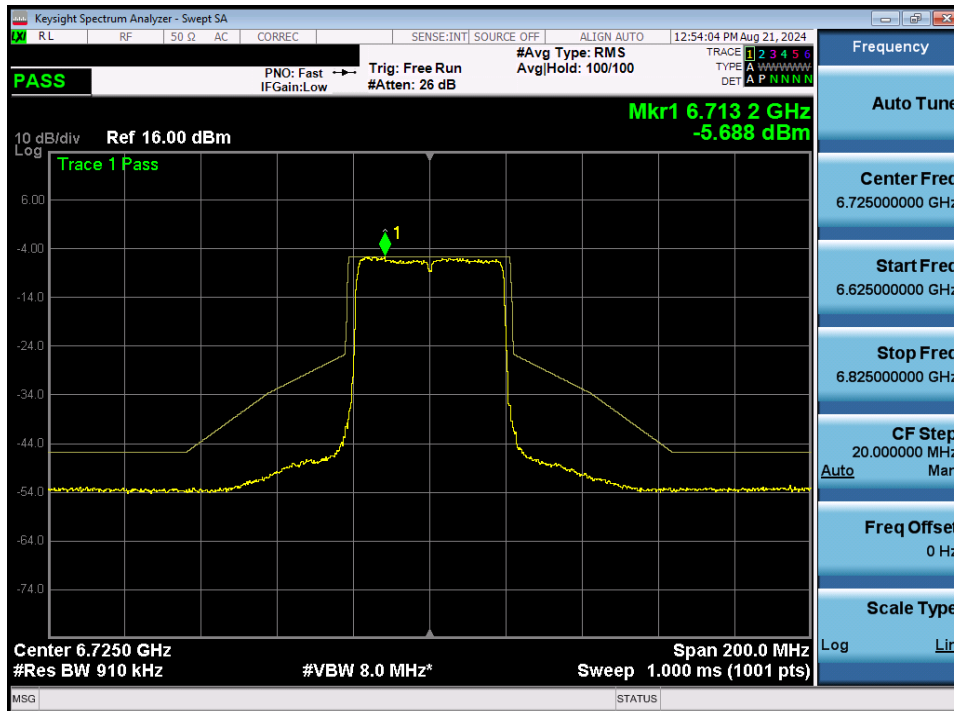 Keysight Spectrum Analyzer - Swept SA
LXI RL RF 50 Ω AC CORREC SENSE:INT SOURCE OFF ALIGN AUTO 12:54:04 PM Aug 21, 2024
PASS
PNO: Fast
IFGain:Low
Trig: Free Run
#Atten: 26 dB
#Avg Type: RMS
Avg|Hold: 100/100
TRACE 1 2 3 4 5 6
TYPE A WWWWW
DET A P N N N N
Mkr1 6.713 2 GHz
-5.688 dBm
10 dB/div Ref 16.00 dBm
Log
Trace 1 Pass
1
6.00
-4.00
-14.0
-24.0
-34.0
-44.0
-54.0
-64.0
-74.0
Center 6.7250 GHz Span 200.0 MHz
#Res BW 910 kHz #VBW 8.0 MHz* Sweep 1.000 ms (1001 pts)
MSG STATUS
Frequency
Auto Tune
Center Freq
6.725000000 GHz
Start Freq
6.625000000 GHz
Stop Freq
6.825000000 GHz
CF Step
20.000000 MHz
Auto Man
Freq Offset
0 Hz
Scale Type
Log Lin